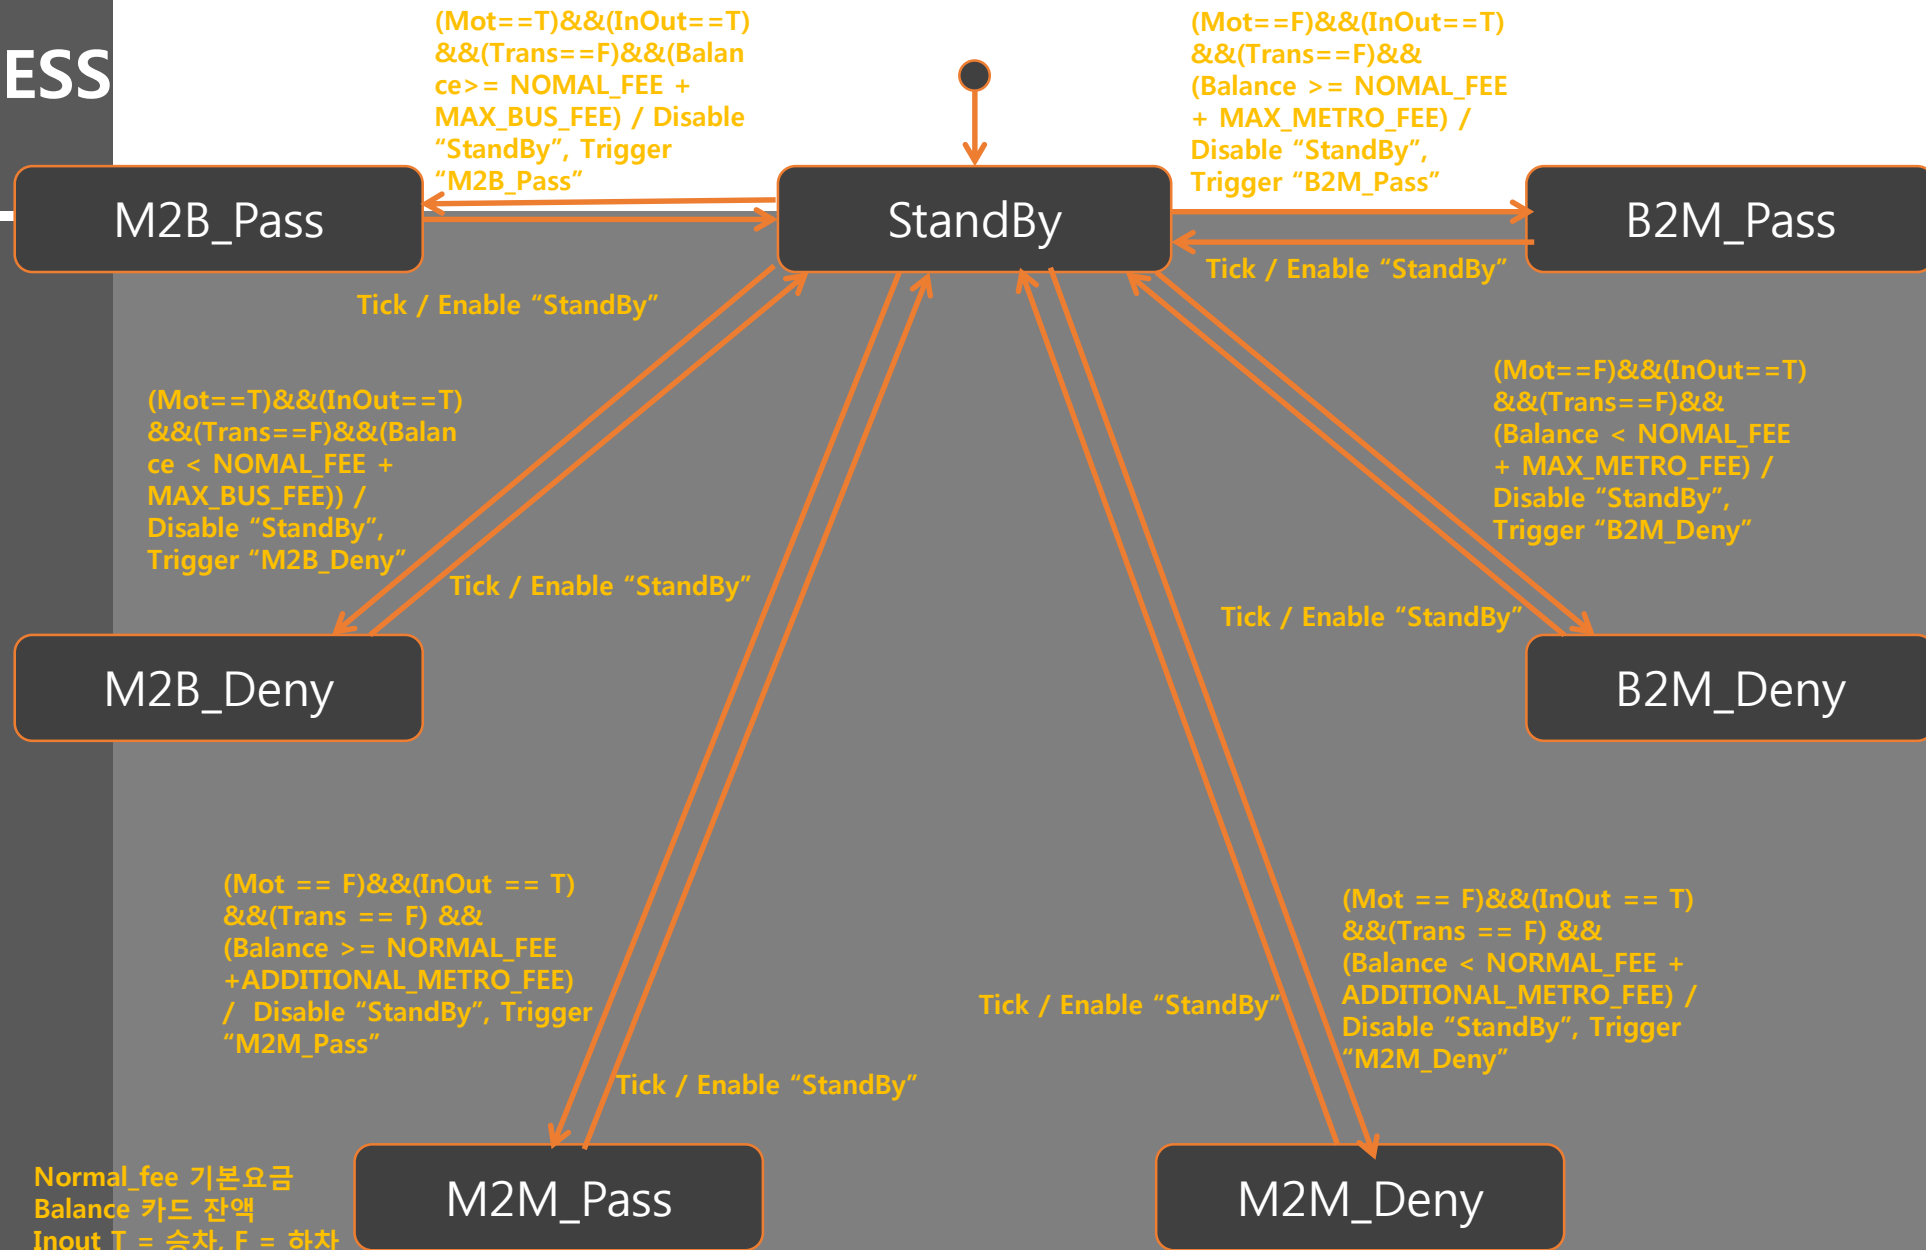 ESS
(Mot==T)&&(InOut==T)
&&(Trans==F)&&(Balan
ce>= NOMAL_FEE +
MAX_BUS_FEE) / Disable
“StandBy”, Trigger
“M2B_Pass”
(Mot==F)&&(InOut==T)
&&(Trans==F)&&
(Balance >= NOMAL_FEE
+ MAX_METRO_FEE) /
Disable “StandBy”,
Trigger “B2M_Pass”
M2B_Pass
StandBy
B2M_Pass
Tick / Enable “StandBy”
Tick / Enable “StandBy”
(Mot==T)&&(InOut==T)
&&(Trans==F)&&(Balan
ce < NOMAL_FEE +
MAX_BUS_FEE)) /
Disable “StandBy”,
Trigger “M2B_Deny”
(Mot==F)&&(InOut==T)
&&(Trans==F)&&
(Balance < NOMAL_FEE
+ MAX_METRO_FEE) /
Disable “StandBy”,
Trigger “B2M_Deny”
Tick / Enable “StandBy”
Tick / Enable “StandBy”
M2B_Deny
B2M_Deny
(Mot == F)&&(InOut == T)
&&(Trans == F) &&
(Balance >= NORMAL_FEE
+ADDITIONAL_METRO_FEE)
/ Disable “StandBy”, Trigger
“M2M_Pass”
(Mot == F)&&(InOut == T)
&&(Trans == F) &&
(Balance < NORMAL_FEE +
ADDITIONAL_METRO_FEE) /
Disable “StandBy”, Trigger
“M2M_Deny”
Tick / Enable “StandBy”
Tick / Enable “StandBy”
M2M_Pass
M2M_Deny
Normal_fee 기본요금
Balance 카드 잔액
Inout T = 승차, F = 하차